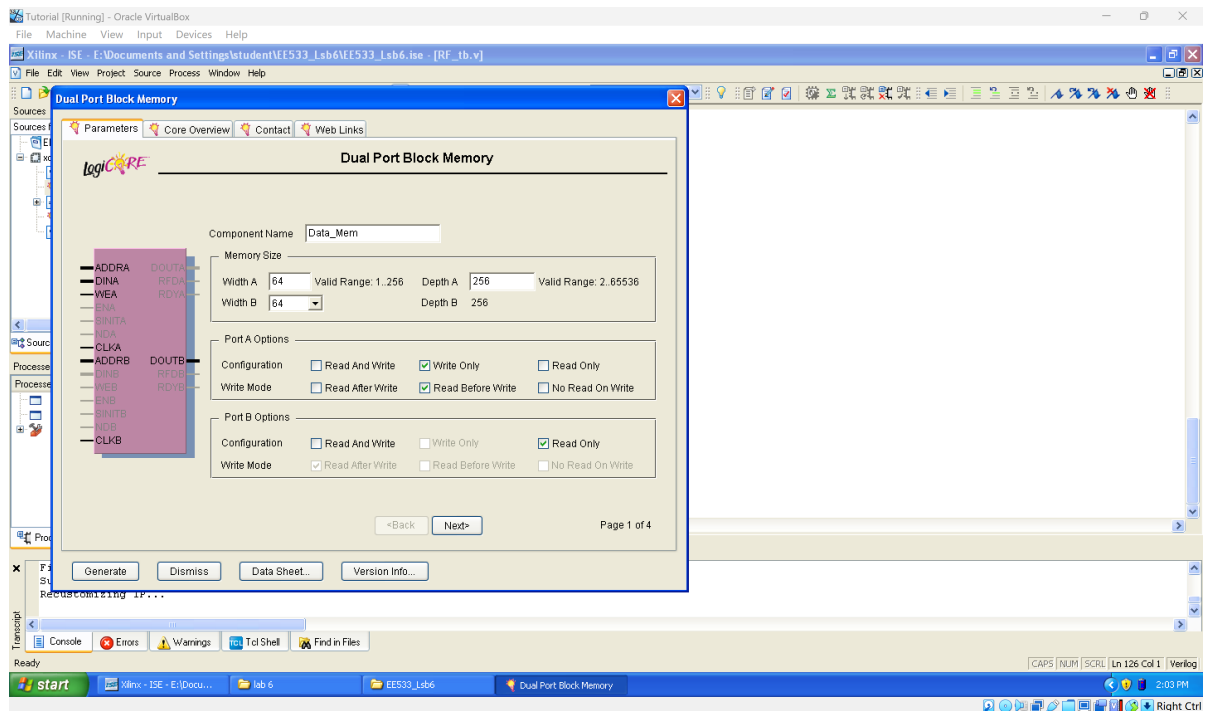 Tutorial [Running] - Oracle VirtualBox
File Machine View Input Devices Help
Xilinx - ISE - E:\Documents and Settings\student\EE533_Lsb6\EE533_Lsb6.ise - [RF_tb.v]
File Edit View Project Source Process Window Help
Dual Port Block Memory
Sources
Sources f
Parameters Core Overview Contact Web Links
LogiCORE
Dual Port Block Memory
Component Name Data_Mem
Memory Size
Width A 64 Valid Range: 1..256 Depth A 256 Valid Range: 2..65536
Width B 64 Depth B 256
ADDRA DOUTA
DINA RFDA
WEA RDYA
ENA
SINITA
NDA
CLKA
ADDRB DOUTB
DINB RFDB
WEB RDYB
ENB
SINITB
NDB
CLKB
Port A Options
Configuration Read And Write Write Only Read Only
Write Mode Read After Write Read Before Write No Read On Write
Port B Options
Configuration Read And Write Write Only Read Only
Write Mode Read After Write Read Before Write No Read On Write
<Back Next> Page 1 of 4
Sourc
Processe
Processe
Proc
Generate Dismiss Data Sheet... Version Info...
Recustomizing IP...
Transcript
Console Errors Warnings Tcl Shell Find in Files
Ready CAPS NUM SCRL Ln 126 Col 1 Verilog
start Xilinx - ISE - E:\Docu... lab 6 EE533_Lsb6 Dual Port Block Memory 2:03 PM
Right Ctrl